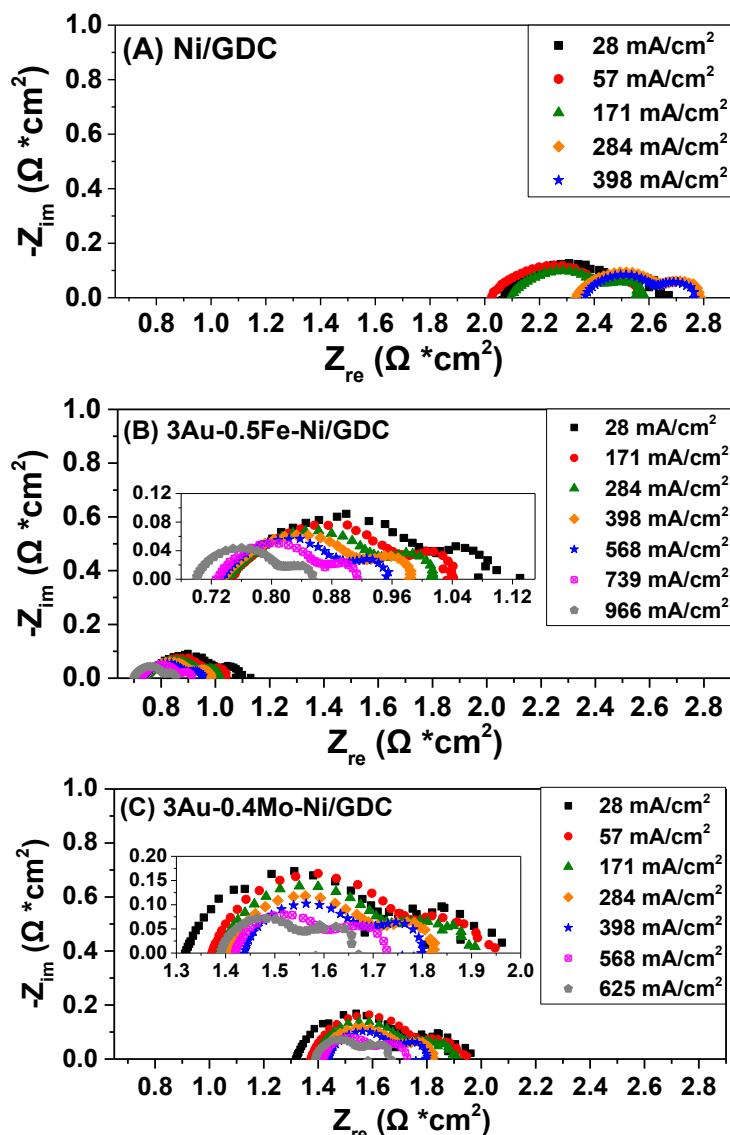 (A) Ni/GDC
28 mA/cm²
57 mA/cm²
171 mA/cm²
284 mA/cm²
398 mA/cm²
1.0
0.8
0.6
0.4
0.2
0.0
-Z_im (Ω *cm²)
0.8 1.0 1.2 1.4 1.6 1.8 2.0 2.2 2.4 2.6 2.8
Z_re (Ω *cm²)
(B) 3Au-0.5Fe-Ni/GDC
28 mA/cm²
171 mA/cm²
284 mA/cm²
398 mA/cm²
568 mA/cm²
739 mA/cm²
966 mA/cm²
0.12
0.08
0.04
0.00
0.72 0.80 0.88 0.96 1.04 1.12
1.0
0.8
0.6
0.4
0.2
0.0
-Z_im (Ω *cm²)
0.8 1.0 1.2 1.4 1.6 1.8 2.0 2.2 2.4 2.6 2.8
Z_re (Ω *cm²)
(C) 3Au-0.4Mo-Ni/GDC
28 mA/cm²
57 mA/cm²
171 mA/cm²
284 mA/cm²
398 mA/cm²
568 mA/cm²
625 mA/cm²
0.20
0.15
0.10
0.05
0.00
1.3 1.4 1.5 1.6 1.7 1.8 1.9 2.0
1.0
0.8
0.6
0.4
0.2
0.0
-Z_im (Ω *cm²)
0.8 1.0 1.2 1.4 1.6 1.8 2.0 2.2 2.4 2.6 2.8
Z_re (Ω *cm²)